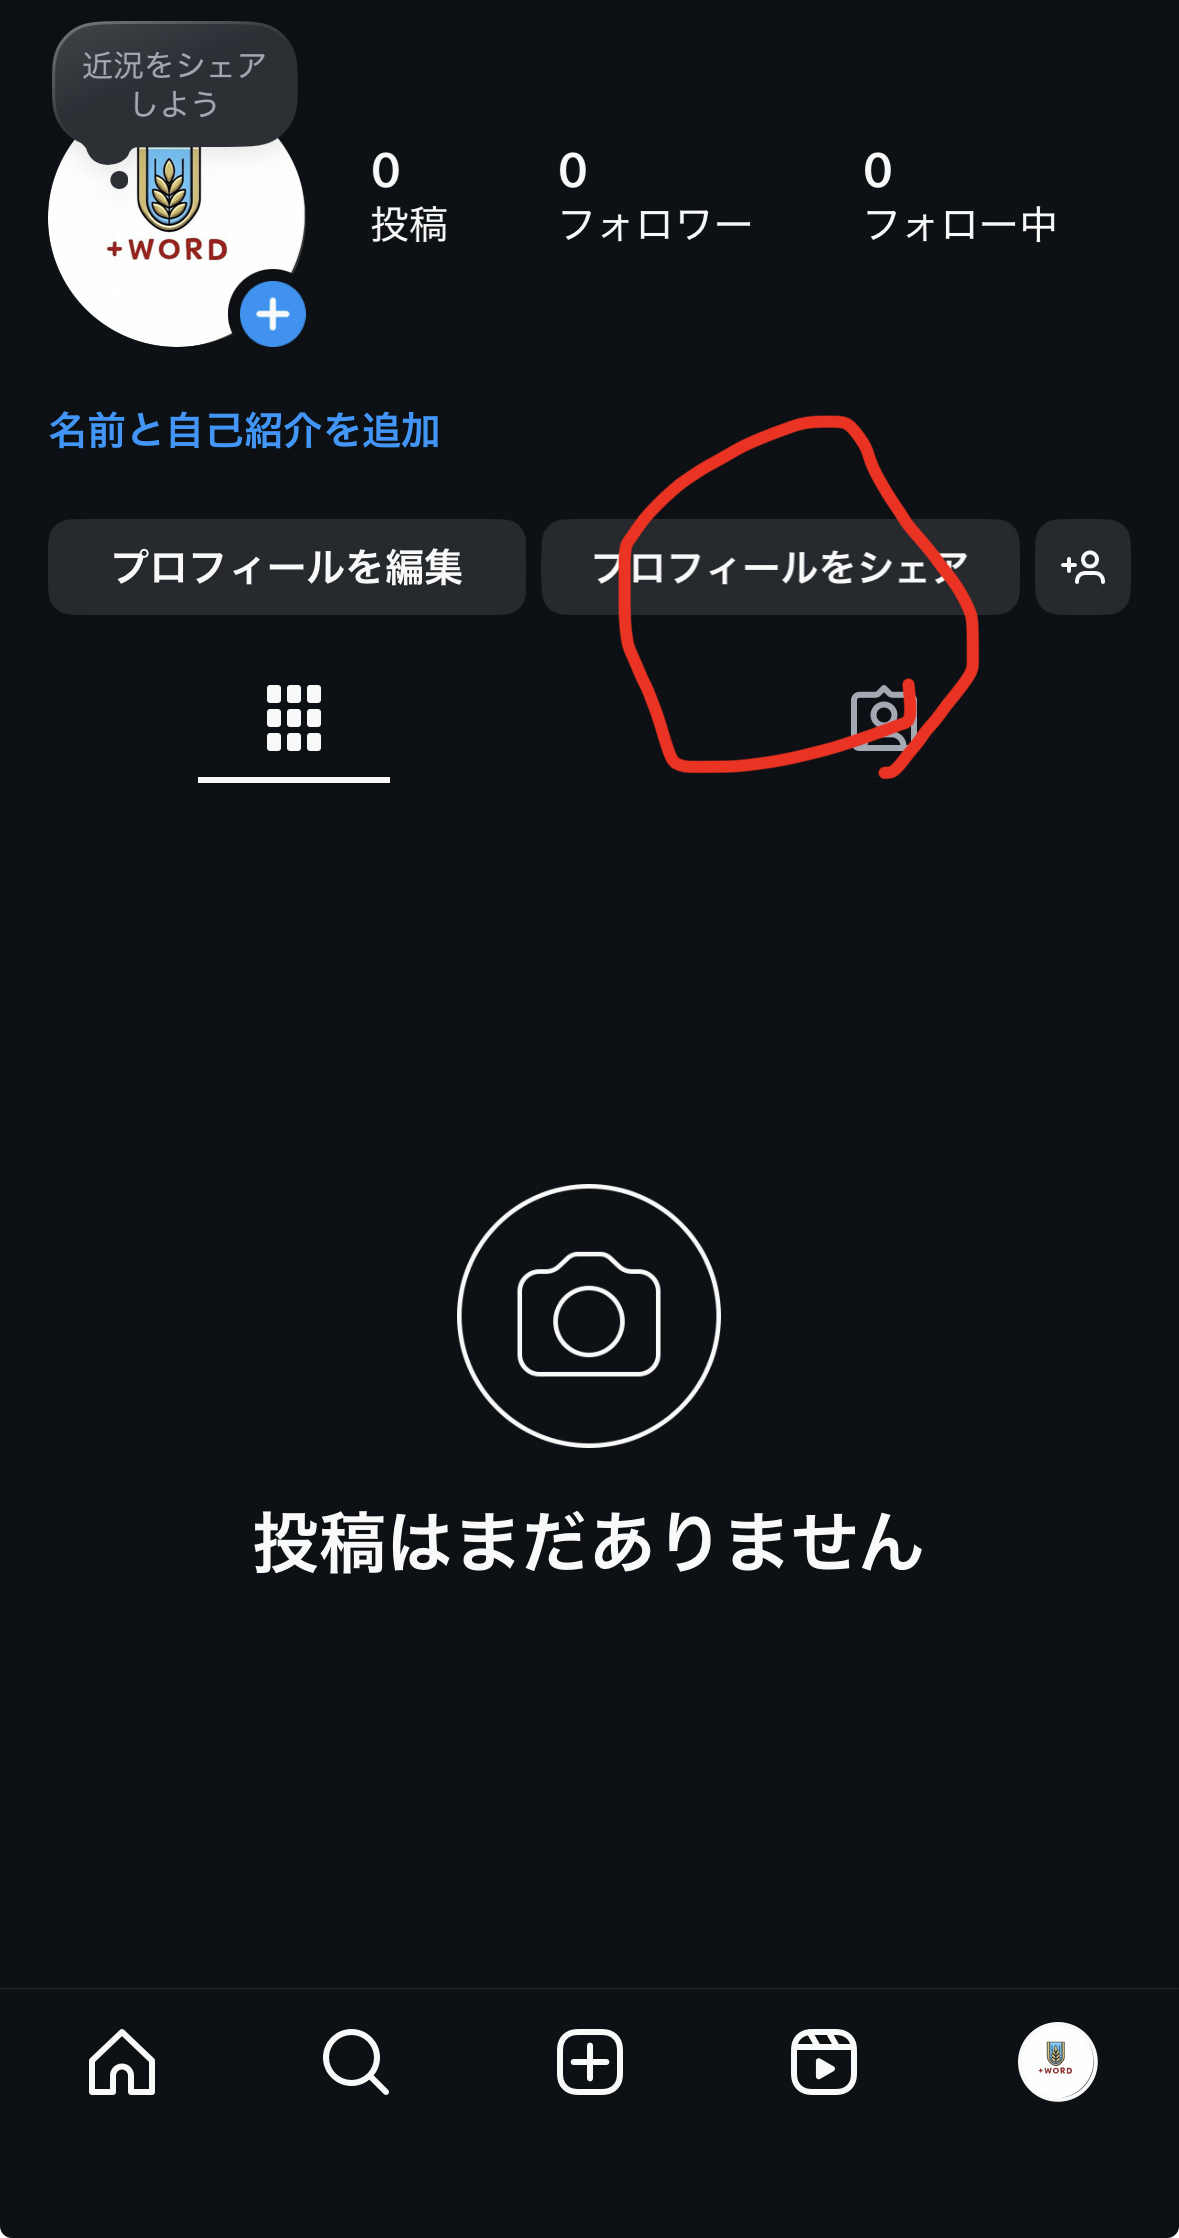 近況をシェア
しよう
+WORD
0 0 0
投稿 フォロワー フォロー中
名前と自己紹介を追加
プロフィールを編集 プロフィールをシェア
投稿はまだありません
+WORD